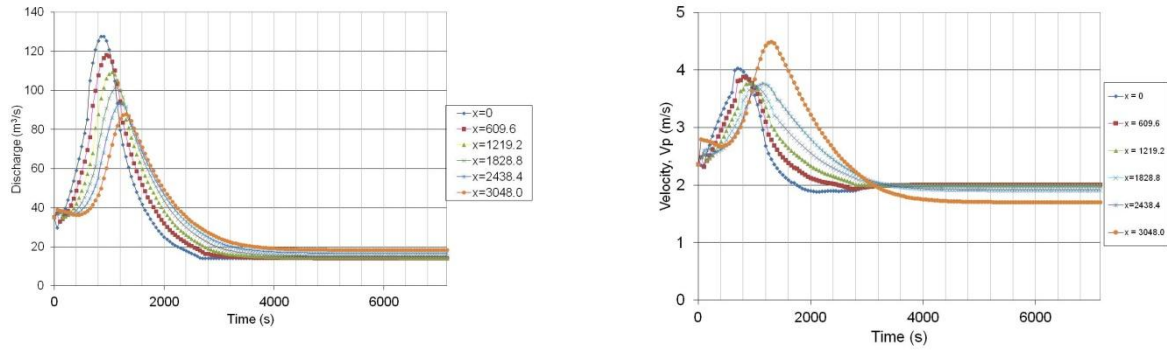 140
120
100
80
60
40
20
0
Discharge (m³/s)
0 2000 4000 6000
Time (s)
x=0
x=609.6
x=1219.2
x=1828.8
x=2438.4
x=3048.0
5
4
3
2
1
0
Velocity, Vp (m/s)
0 2000 4000 6000
Time (s)
x = 0
x = 609.6
x = 1219.2
x=1828.8
x=2438.4
x = 3048.0